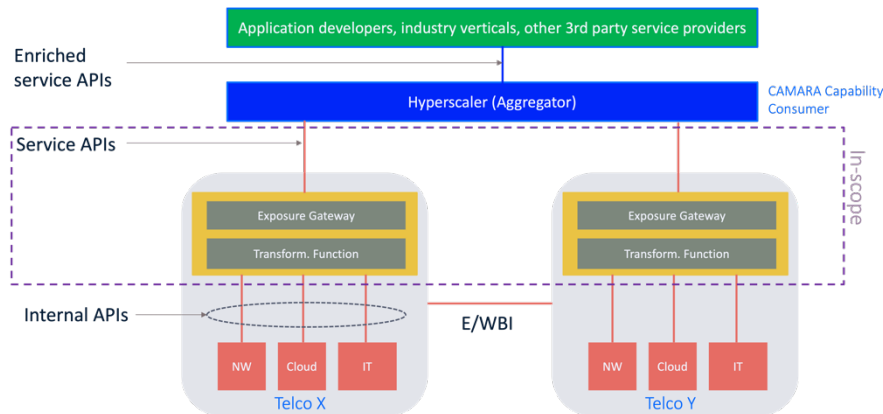 Application developers, industry verticals, other 3rd party service providers
Enriched
service APIs
Hyperscaler (Aggregator)
CAMARA Capability
Consumer
Service APIs
In-scope
Exposure Gateway
Exposure Gateway
Transform. Function
Transform. Function
Internal APIs
E/WBI
NW
Cloud
IT
NW
Cloud
IT
Telco X
Telco Y